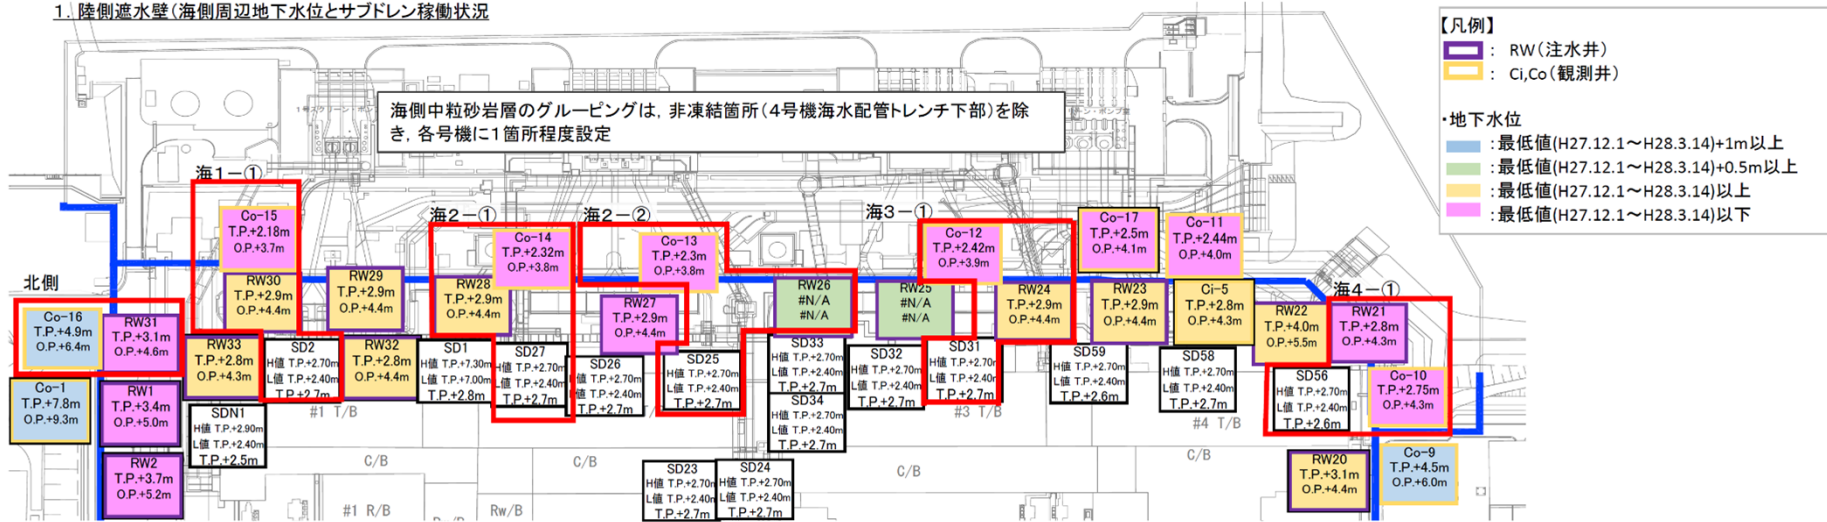 1. 陸側遮水壁(海側周辺地下水位とサブドレン稼働状況
【凡例】
: RW(注水井)
: Ci,Co(観測井)
・地下水位
:最低値(H27.12.1~H28.3.14)+1m以上
:最低値(H27.12.1~H28.3.14)+0.5m以上
:最低値(H27.12.1~H28.3.14)以上
:最低値(H27.12.1~H28.3.14)以下
海側中粒砂岩層のグルーピングは,非凍結箇所(4号機海水配管トレンチ下部)を除
き,各号機に1箇所程度設定
海1-①
海2-①
海2-②
海3-①
海4-①
北側
Co-15
T.P.+2.18m
O.P.+3.7m
Co-14
T.P.+2.32m
O.P.+3.8m
Co-13
T.P.+2.3m
O.P.+3.8m
Co-12
T.P.+2.42m
O.P.+3.9m
Co-17
T.P.+2.5m
O.P.+4.1m
Co-11
T.P.+2.44m
O.P.+4.0m
RW30
T.P.+2.9m
O.P.+4.4m
RW29
T.P.+2.9m
O.P.+4.4m
RW28
T.P.+2.9m
O.P.+4.4m
RW27
T.P.+2.9m
O.P.+4.4m
RW26
#N/A
#N/A
RW25
#N/A
#N/A
RW24
T.P.+2.9m
O.P.+4.4m
RW23
T.P.+2.9m
O.P.+4.4m
Ci-5
T.P.+2.8m
O.P.+4.3m
RW22
T.P.+4.0m
O.P.+5.5m
RW21
T.P.+2.8m
O.P.+4.3m
Co-16
T.P.+4.9m
O.P.+6.4m
RW31
T.P.+3.1m
O.P.+4.6m
RW33
T.P.+2.8m
O.P.+4.3m
SD2
H値 T.P.+2.70m
L値 T.P.+2.40m
T.P.+2.7m
RW32
T.P.+2.8m
O.P.+4.4m
SD1
H値 T.P.+7.30m
L値 T.P.+7.00m
T.P.+2.8m
SD27
H値 T.P.+2.70m
L値 T.P.+2.40m
T.P.+2.7m
SD26
H値 T.P.+2.70m
L値 T.P.+2.40m
T.P.+2.7m
SD25
H値 T.P.+2.70m
L値 T.P.+2.40m
T.P.+2.7m
SD33
H値 T.P.+2.70m
L値 T.P.+2.40m
T.P.+2.7m
SD32
H値 T.P.+2.70m
L値 T.P.+2.40m
T.P.+2.7m
SD31
H値 T.P.+2.70m
L値 T.P.+2.40m
T.P.+2.7m
SD59
H値 T.P.+2.70m
L値 T.P.+2.40m
T.P.+2.6m
SD58
H値 T.P.+2.70m
L値 T.P.+2.40m
T.P.+2.7m
SD56
H値 T.P.+2.70m
L値 T.P.+2.40m
T.P.+2.6m
Co-10
T.P.+2.75m
O.P.+4.3m
Co-1
T.P.+7.8m
O.P.+9.3m
RW1
T.P.+3.4m
O.P.+5.0m
SDN1
H値 T.P.+2.90m
L値 T.P.+2.40m
T.P.+2.5m
SD34
H値 T.P.+2.70m
L値 T.P.+2.40m
T.P.+2.7m
#1 T/B
#3 T/B
#4 T/B
RW2
T.P.+3.7m
O.P.+5.2m
SD23
H値 T.P.+2.70m
L値 T.P.+2.40m
T.P.+2.7m
SD24
H値 T.P.+2.70m
L値 T.P.+2.40m
T.P.+2.7m
RW20
T.P.+3.1m
O.P.+4.4m
Co-9
T.P.+4.5m
O.P.+6.0m
C/B
C/B
C/B
C/B
#1 R/B
Rw/B